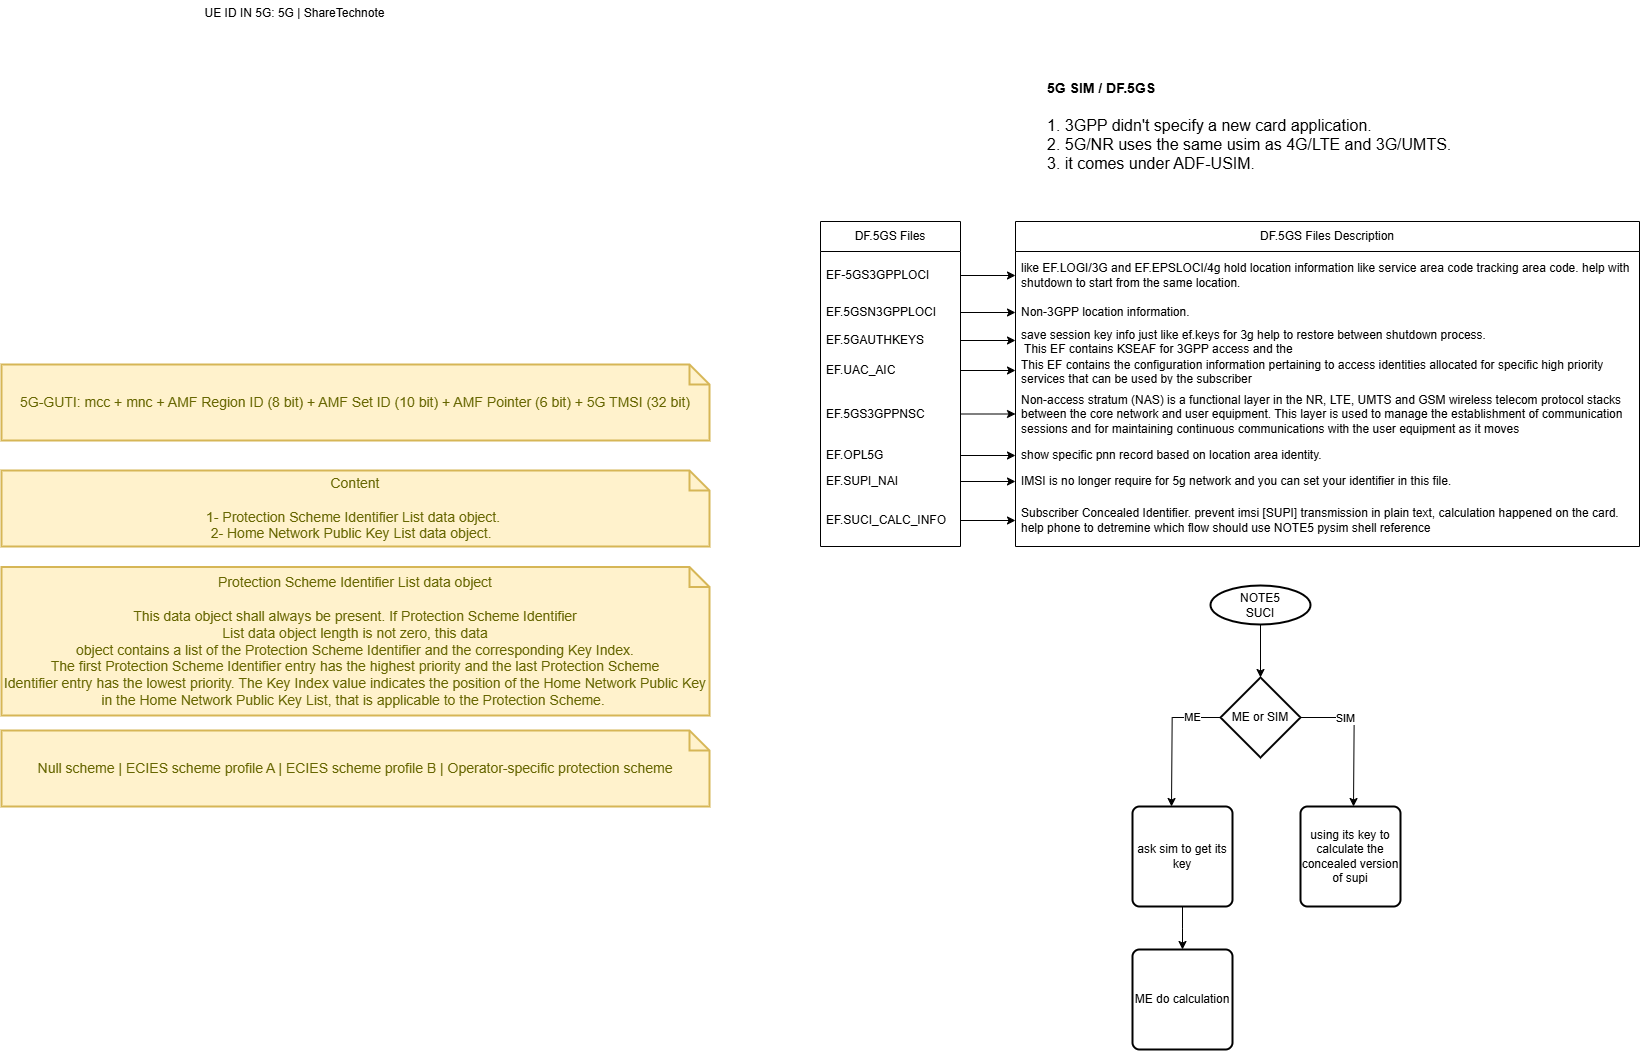 UE ID IN 5G: 5G | ShareTechnote
5G SIM / DF.5GS
1. 3GPP didn't specify a new card application.
2. 5G/NR uses the same usim as 4G/LTE and 3G/UMTS.
3. it comes under ADF-USIM.
DF.5GS Files
DF.5GS Files Description
EF-5GS3GPPLOCI
like EF.LOGI/3G and EF.EPSLOCI/4g hold location information like service area code tracking area code. help with
shutdown to start from the same location.
EF.5GSN3GPPLOCI
Non-3GPP location information.
EF.5GAUTHKEYS
save session key info just like ef.keys for 3g help to restore between shutdown process.
This EF contains KSEAF for 3GPP access and the
EF.UAC_AIC
This EF contains the configuration information pertaining to access identities allocated for specific high priority
services that can be used by the subscriber
EF.5GS3GPPNSC
Non-access stratum (NAS) is a functional layer in the NR, LTE, UMTS and GSM wireless telecom protocol stacks
between the core network and user equipment. This layer is used to manage the establishment of communication
sessions and for maintaining continuous communications with the user equipment as it moves
EF.OPL5G
show specific pnn record based on location area identity.
EF.SUPI_NAI
IMSI is no longer require for 5g network and you can set your identifier in this file.
EF.SUCI_CALC_INFO
Subscriber Concealed Identifier. prevent imsi [SUPI] transmission in plain text, calculation happened on the card.
help phone to detremine which flow should use NOTE5 pysim shell reference
5G-GUTI: mcc + mnc + AMF Region ID (8 bit) + AMF Set ID (10 bit) + AMF Pointer (6 bit) + 5G TMSI (32 bit)
Content
1- Protection Scheme Identifier List data object.
2- Home Network Public Key List data object.
Protection Scheme Identifier List data object
This data object shall always be present. If Protection Scheme Identifier
List data object length is not zero, this data
object contains a list of the Protection Scheme Identifier and the corresponding Key Index.
The first Protection Scheme Identifier entry has the highest priority and the last Protection Scheme
Identifier entry has the lowest priority. The Key Index value indicates the position of the Home Network Public Key
in the Home Network Public Key List, that is applicable to the Protection Scheme.
Null scheme | ECIES scheme profile A | ECIES scheme profile B | Operator-specific protection scheme
NOTE5
SUCI
ME or SIM
ME
SIM
ask sim to get its
key
using its key to
calculate the
concealed version
of supi
ME do calculation